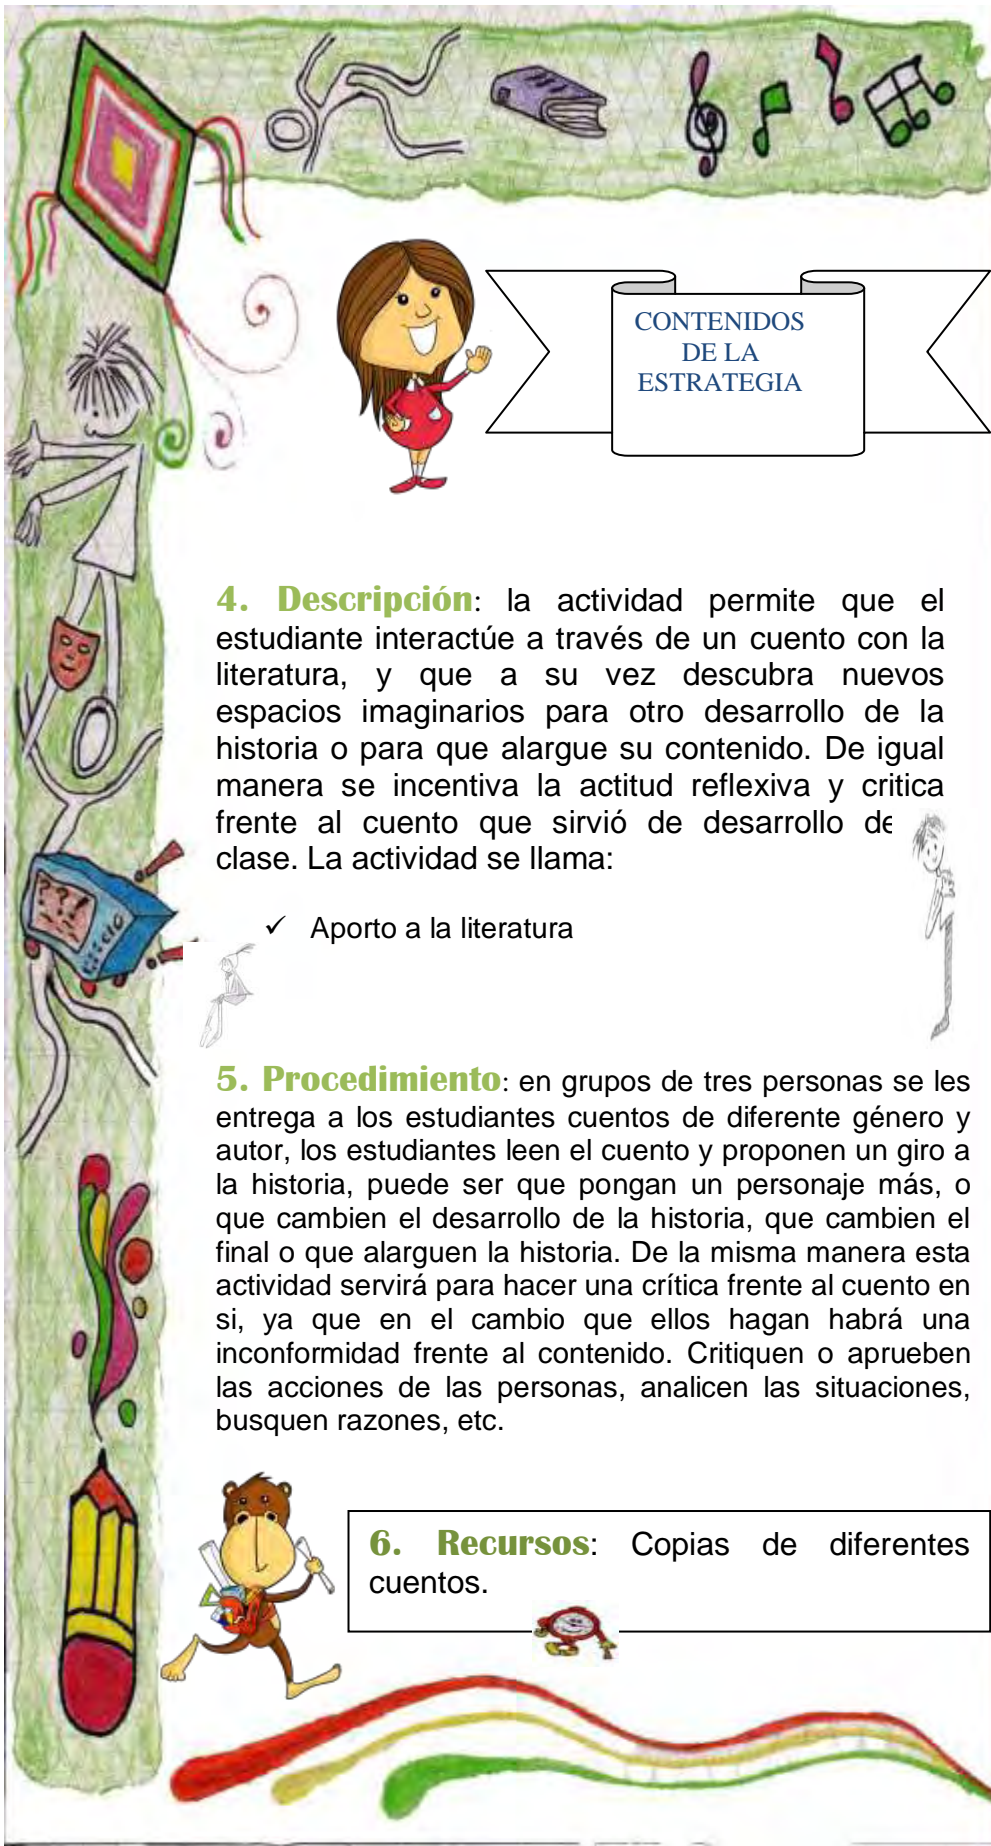 CONTENIDOS
DE LA
ESTRATEGIA
4. Descripción: la actividad permite que el
estudiante interactúe a través de un cuento con la
literatura, y que a su vez descubra nuevos
espacios imaginarios para otro desarrollo de la
historia o para que alargue su contenido. De igual
manera se incentiva la actitud reflexiva y critica
frente al cuento que sirvió de desarrollo de
clase. La actividad se llama:
✓ Aporto a la literatura
5. Procedimiento: en grupos de tres personas se les
entrega a los estudiantes cuentos de diferente género y
autor, los estudiantes leen el cuento y proponen un giro a
la historia, puede ser que pongan un personaje más, o
que cambien el desarrollo de la historia, que cambien el
final o que alarguen la historia. De la misma manera esta
actividad servirá para hacer una crítica frente al cuento en
si, ya que en el cambio que ellos hagan habrá una
inconformidad frente al contenido. Critiquen o aprueben
las acciones de las personas, analicen las situaciones,
busquen razones, etc.
6. Recursos: Copias de diferentes
cuentos.